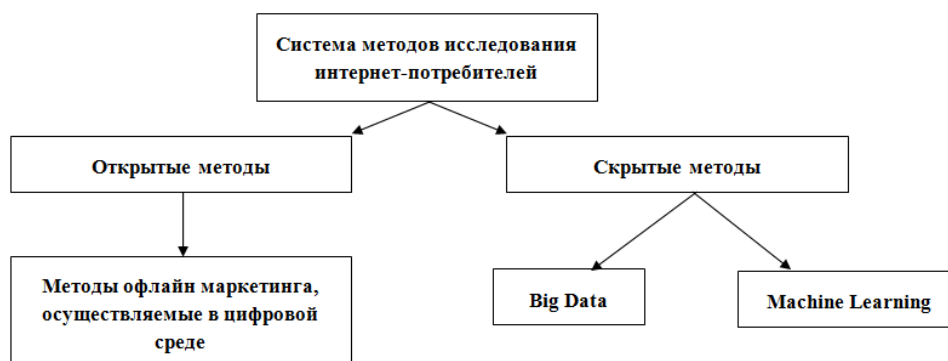 Система методов исследования
интернет-потребителей
Открытые методы
Скрытые методы
Методы офлайн маркетинга,
осуществляемые в цифровой
среде
Big Data
Machine Learning